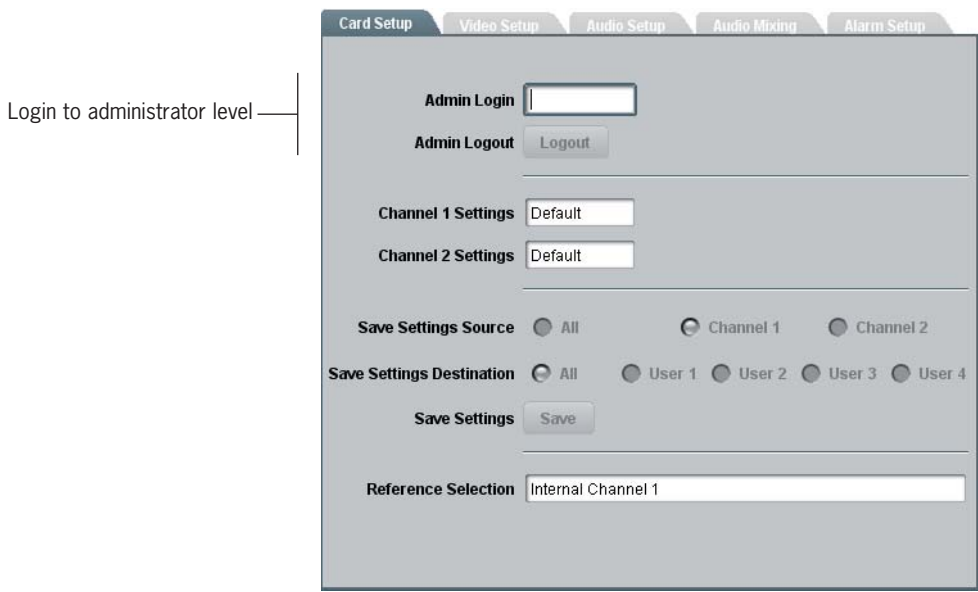 Card Setup Video Setup Audio Setup Audio Mixing Alarm Setup
Login to administrator level
Admin Login
Admin Logout Logout
Channel 1 Settings Default
Channel 2 Settings Default
Save Settings Source All Channel 1 Channel 2
Save Settings Destination All User 1 User 2 User 3 User 4
Save Settings Save
Reference Selection Internal Channel 1